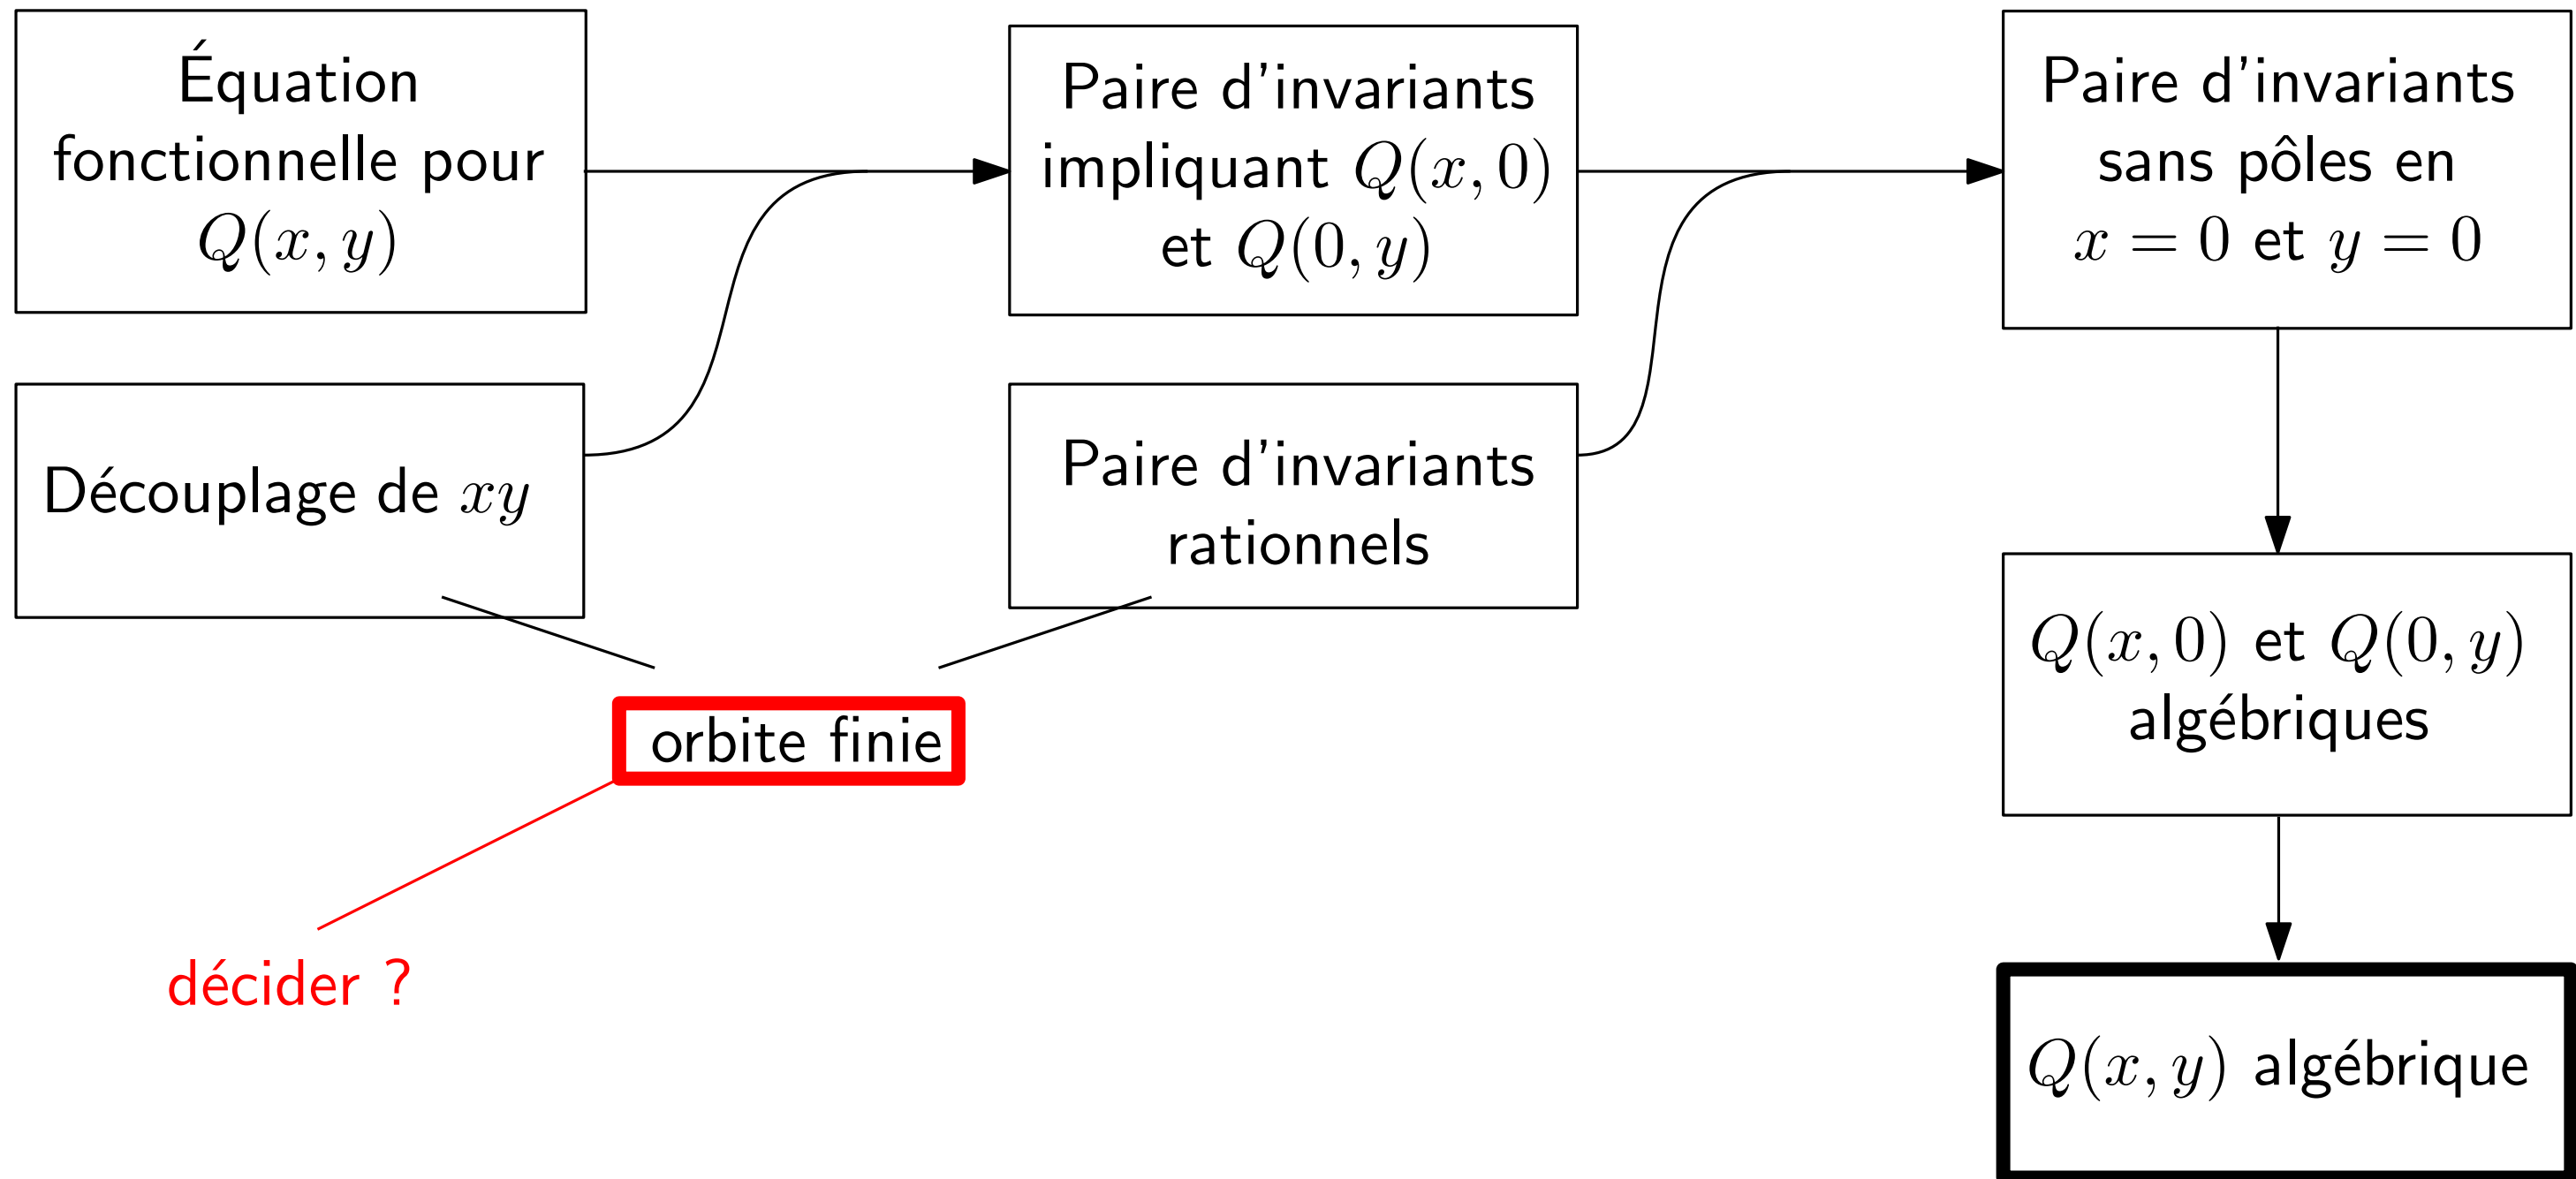 Équation
fonctionnelle pour
Q(x, y)
Découplage de xy
Paire d'invariants
impliquant Q(x, 0)
et Q(0, y)
Paire d'invariants
rationnels
Paire d'invariants
sans pôles en
x = 0 et y = 0
Q(x, 0) et Q(0, y)
algébriques
Q(x, y) algébrique
orbite finie
décider ?